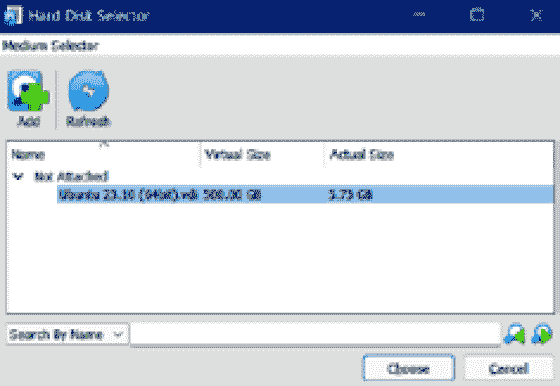 Hard Disk Selector
Medium Selector
Add Refresh
Name Virtual Size Actual Size
Not Attached
Ubuntu 23.10 (64bit).vdi 500.00 GB 5.73 GB
Search By Name
Choose Cancel